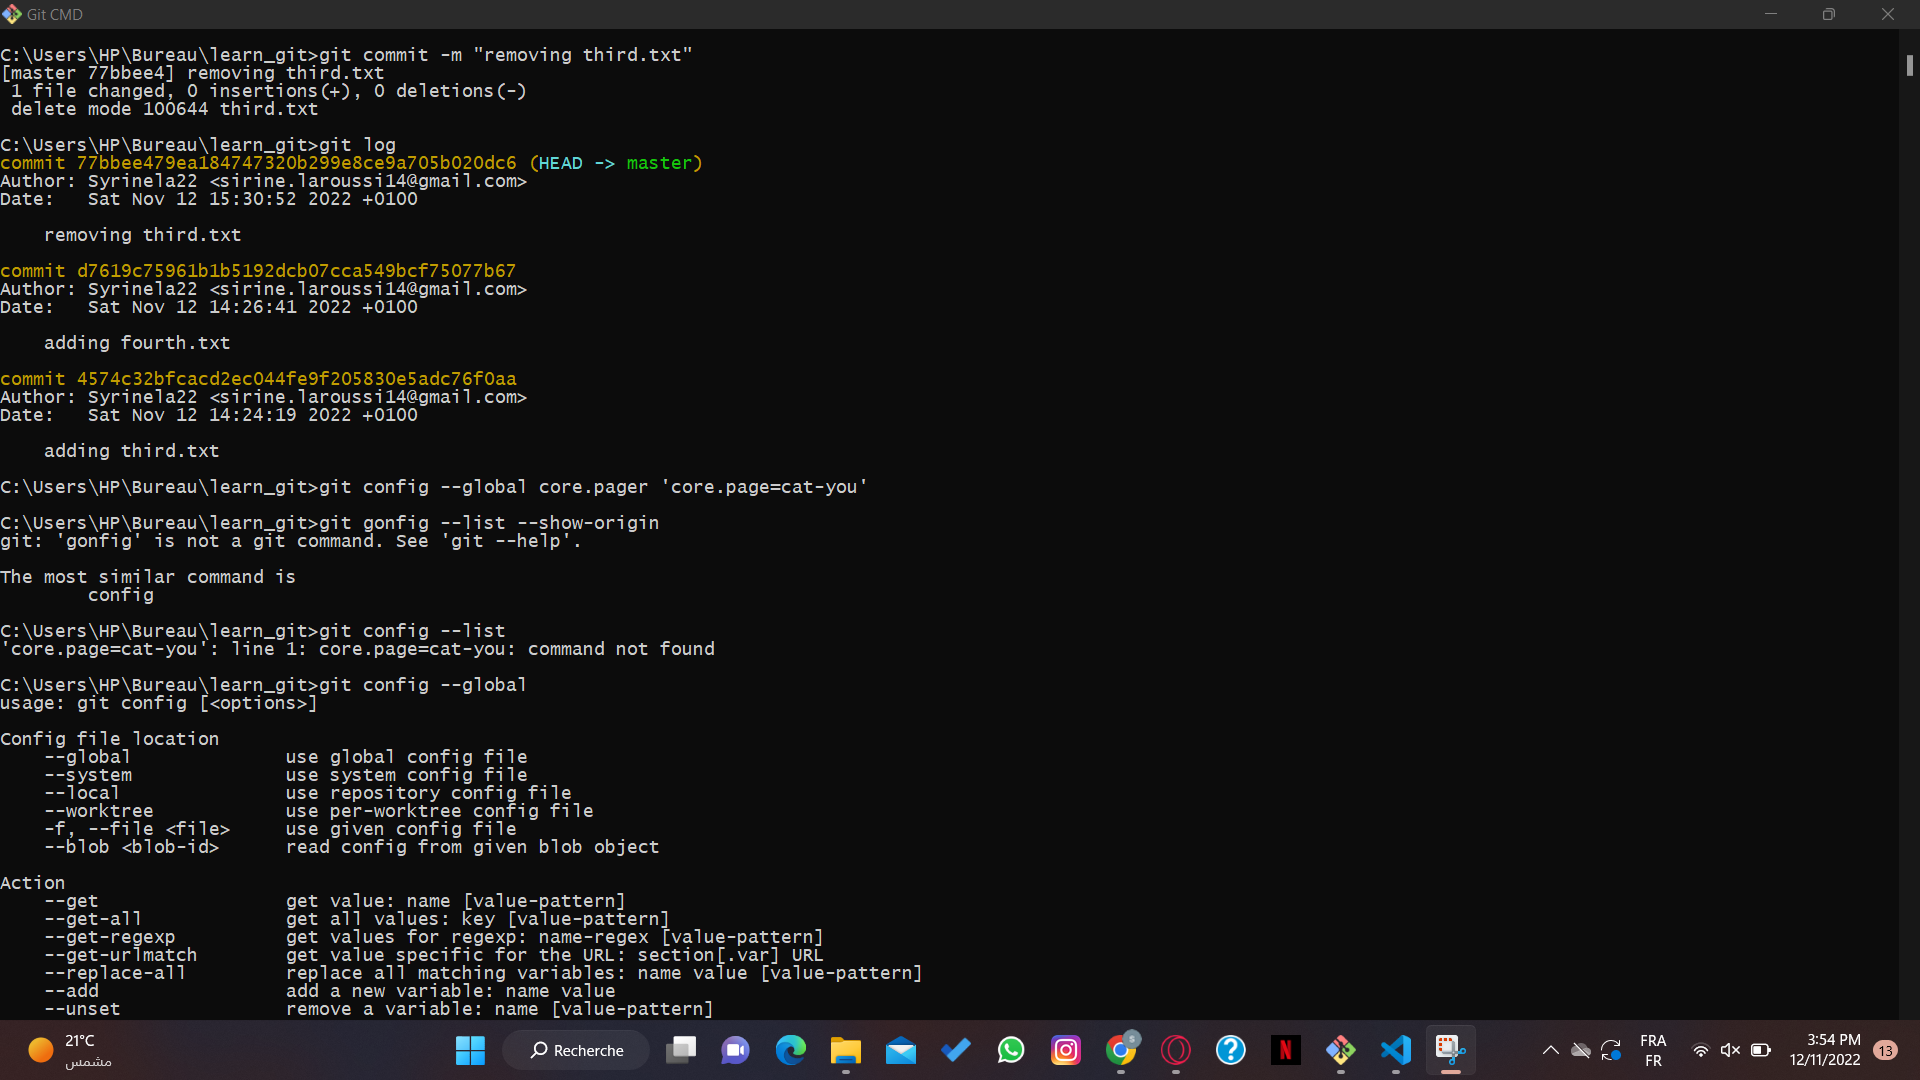 Git CMD
C:\Users\HP\Bureau\learn_git>git commit -m "removing third.txt"
[master 77bbee4] removing third.txt
 1 file changed, 0 insertions(+), 0 deletions(-)
 delete mode 100644 third.txt
C:\Users\HP\Bureau\learn_git>git log
commit 77bbee479ea184747320b299e8ce9a705b020dc6 (HEAD -> master)
Author: Syrinela22 <sirine.laroussi14@gmail.com>
Date:   Sat Nov 12 15:30:52 2022 +0100
    removing third.txt
commit d7619c75961b1b5192dcb07cca549bcf75077b67
Author: Syrinela22 <sirine.laroussi14@gmail.com>
Date:   Sat Nov 12 14:26:41 2022 +0100
    adding fourth.txt
commit 4574c32bfcacd2ec044fe9f205830e5adc76f0aa
Author: Syrinela22 <sirine.laroussi14@gmail.com>
Date:   Sat Nov 12 14:24:19 2022 +0100
    adding third.txt
C:\Users\HP\Bureau\learn_git>git config --global core.pager 'core.page=cat-you'
C:\Users\HP\Bureau\learn_git>git gonfig --list --show-origin
git: 'gonfig' is not a git command. See 'git --help'.
The most similar command is
        config
C:\Users\HP\Bureau\learn_git>git config --list
'core.page=cat-you': line 1: core.page=cat-you: command not found
C:\Users\HP\Bureau\learn_git>git config --global
usage: git config [<options>]
Config file location
    --global              use global config file
    --system              use system config file
    --local               use repository config file
    --worktree            use per-worktree config file
    -f, --file <file>     use given config file
    --blob <blob-id>      read config from given blob object
Action
    --get                 get value: name [value-pattern]
    --get-all             get all values: key [value-pattern]
    --get-regexp          get values for regexp: name-regex [value-pattern]
    --get-urlmatch        get value specific for the URL: section[.var] URL
    --replace-all         replace all matching variables: name value [value-pattern]
    --add                 add a new variable: name value
    --unset               remove a variable: name [value-pattern]
21°C
مشمس
Recherche
S
N
FRA
FR
3:54 PM
12/11/2022
13